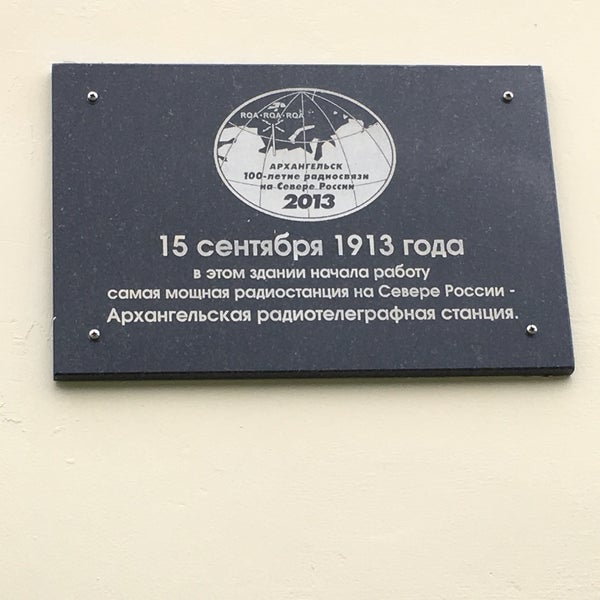 RQA•RQA•RQA
АРХАНГЕЛЬСК
100-летие радиосвязи
на Севере России
2013
15 сентября 1913 года
в этом здании начала работу
самая мощная радиостанция на Севере России -
Архангельская радиотелеграфная станция.